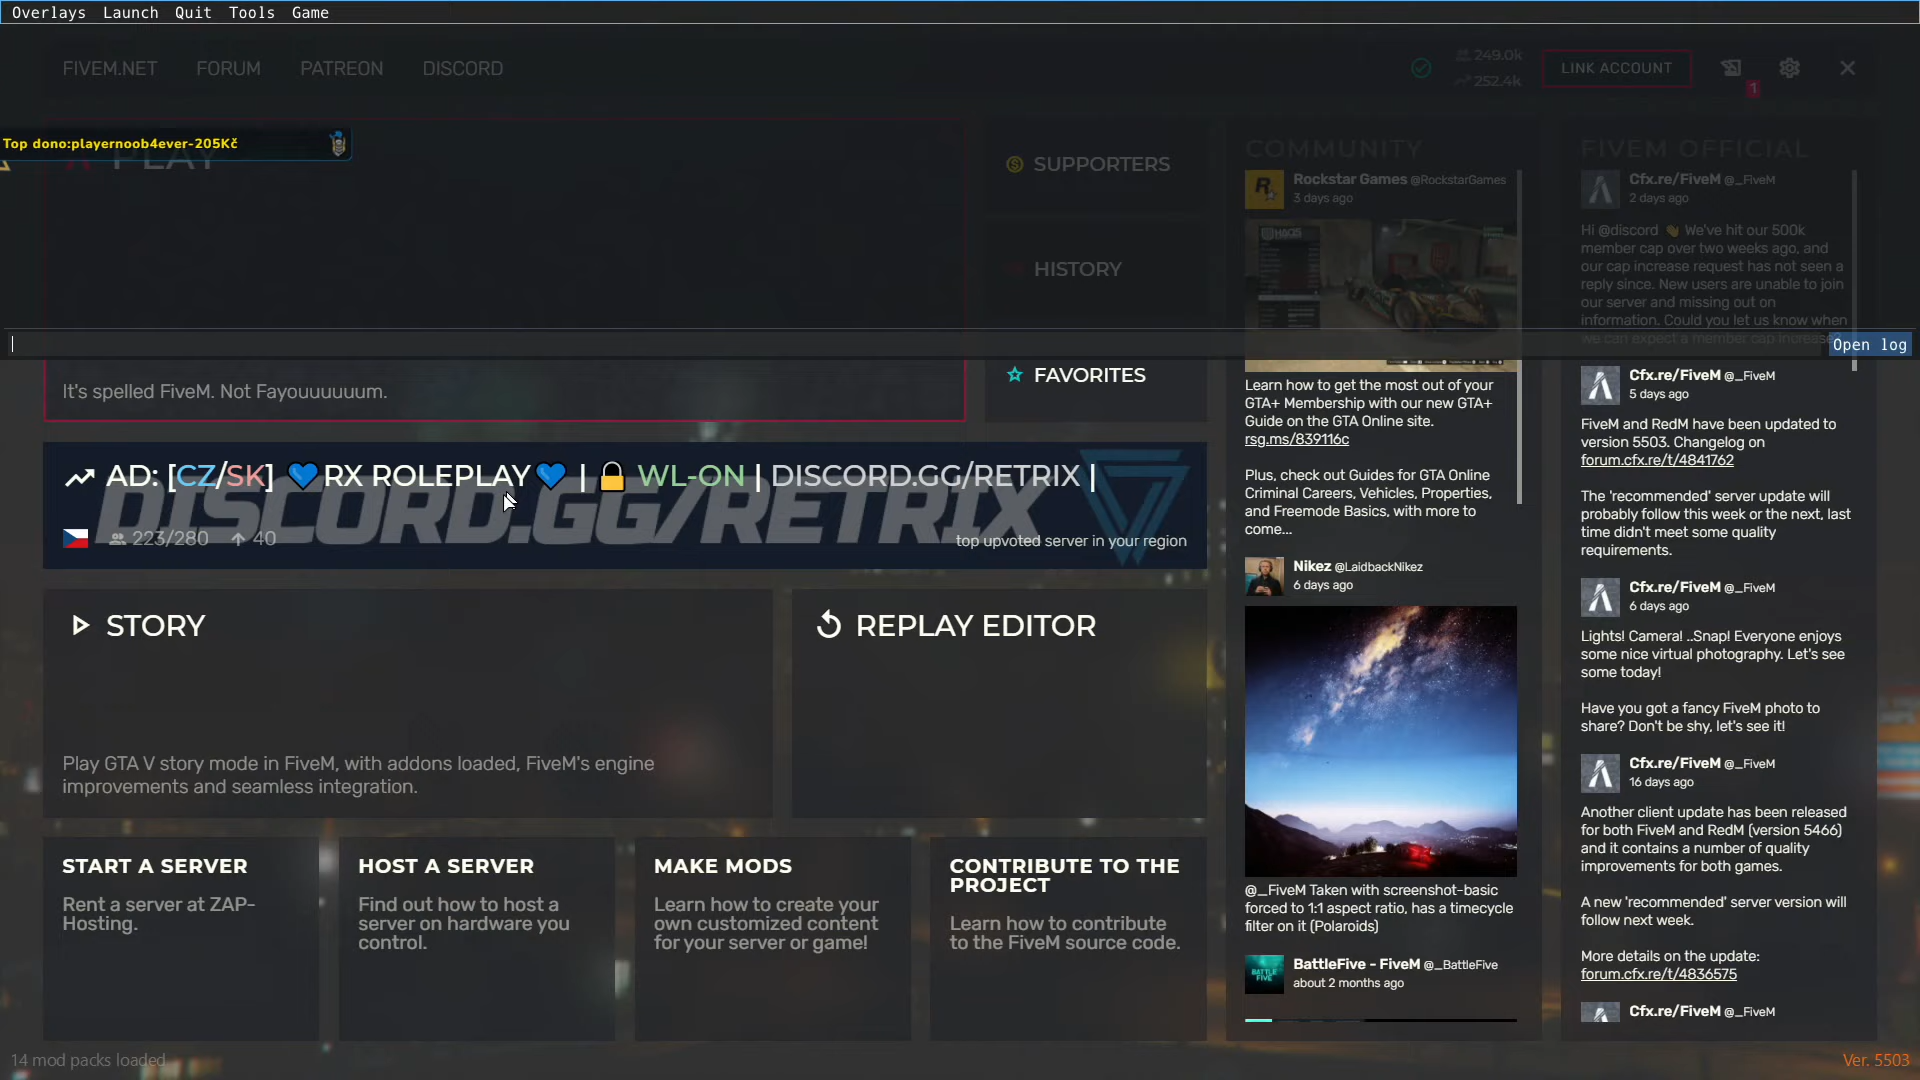 Overlays Launch Quit Tools Game
FIVEM.NET FORUM PATREON DISCORD
249.0k
252.4k
LINK ACCOUNT
1
Top dono:playernoob4ever-205Kč
PLAY
It's spelled FiveM. Not Fayouuuuuum.
SUPPORTERS
HISTORY
FAVORITES
Open log
AD: [CZ/SK] 💙RX ROLEPLAY💙 | 🔒 WL-ON | DISCORD.GG/RETRIX |
DISCORD.GG/RETRIX
223/280 40
top upvoted server in your region
STORY
Play GTA V story mode in FiveM, with addons loaded, FiveM's engine
improvements and seamless integration.
REPLAY EDITOR
START A SERVER
Rent a server at ZAP-
Hosting.
HOST A SERVER
Find out how to host a
server on hardware you
control.
MAKE MODS
Learn how to create your
own customized content
for your server or game!
CONTRIBUTE TO THE
PROJECT
Learn how to contribute
to the FiveM source code.
COMMUNITY
Rockstar Games @RockstarGames
3 days ago
Learn how to get the most out of your
GTA+ Membership with our new GTA+
Guide on the GTA Online site.
rsg.ms/839116c
Plus, check out Guides for GTA Online
Criminal Careers, Vehicles, Properties,
and Freemode Basics, with more to
come...
Nikez @LaidbackNikez
6 days ago
@_FiveM Taken with screenshot-basic
forced to 1:1 aspect ratio, has a timecycle
filter on it (Polaroids)
BATTLE
FIVE
BattleFive - FiveM @_BattleFive
about 2 months ago
FIVEM OFFICIAL
Cfx.re/FiveM @_FiveM
2 days ago
Hi @discord 👋 We've hit our 500k
member cap over two weeks ago, and
our cap increase request has not seen a
reply since. New users are unable to join
our server and missing out on
information. Could you let us know when
we can expect a member cap increase
Cfx.re/FiveM @_FiveM
5 days ago
FiveM and RedM have been updated to
version 5503. Changelog on
forum.cfx.re/t/4841762
The 'recommended' server update will
probably follow this week or the next, last
time didn't meet some quality
requirements.
Cfx.re/FiveM @_FiveM
6 days ago
Lights! Camera! ..Snap! Everyone enjoys
some nice virtual photography. Let's see
some today!
Have you got a fancy FiveM photo to
share? Don't be shy, let's see it!
Cfx.re/FiveM @_FiveM
16 days ago
Another client update has been released
for both FiveM and RedM (version 5466)
and it contains a number of quality
improvements for both games.
A new 'recommended' server version will
follow next week.
More details on the update:
forum.cfx.re/t/4836575
Cfx.re/FiveM @_FiveM
14 mod packs loaded
Ver. 5503